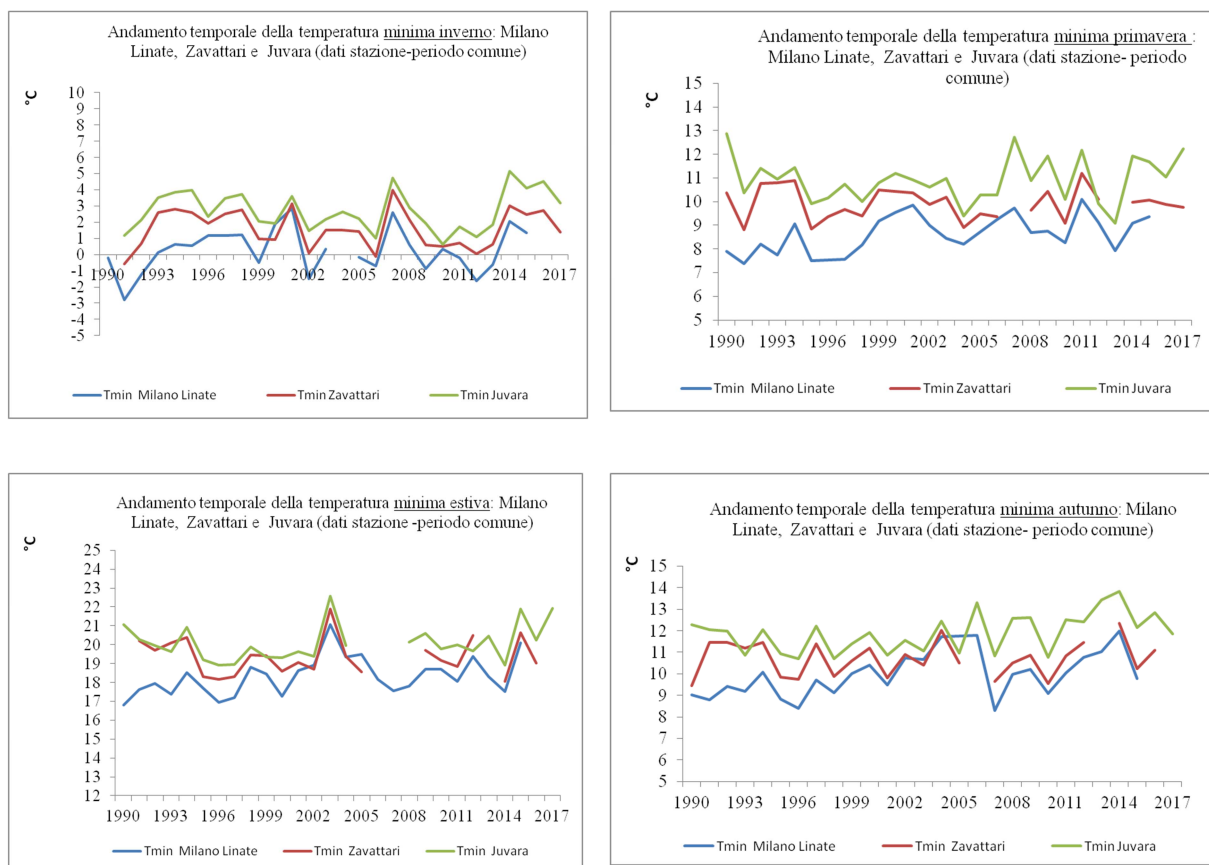 Andamento temporale della temperatura minima inverno: Milano
Linate, Zavattari e Juvara (dati stazione-periodo comune)
°C
10
9
8
7
6
5
4
3
2
1
0
-1
-2
-3
-4
-5
1990 1993 1996 1999 2002 2005 2008 2011 2014 2017
Tmin Milano Linate Tmin Zavattari Tmin Juvara
Andamento temporale della temperatura minima primavera :
Milano Linate, Zavattari e Juvara (dati stazione- periodo
comune)
°C
15
14
13
12
11
10
9
8
7
6
5
1990 1993 1996 1999 2002 2005 2008 2011 2014 2017
Tmin Milano Linate Tmin Zavattari Tmin Juvara
Andamento temporale della temperatura minima estiva: Milano
Linate, Zavattari e Juvara (dati stazione -periodo comune)
°C
25
24
23
22
21
20
19
18
17
16
15
14
13
12
1990 1993 1996 1999 2002 2005 2008 2011 2014 2017
Tmin Milano Linate Tmin Zavattari Tmin Juvara
Andamento temporale della temperatura minima autunno: Milano
Linate, Zavattari e Juvara (dati stazione- periodo comune)
°C
15
14
13
12
11
10
9
8
7
6
5
1990 1993 1996 1999 2002 2005 2008 2011 2014 2017
Tmin Milano Linate Tmin Zavattari Tmin Juvara